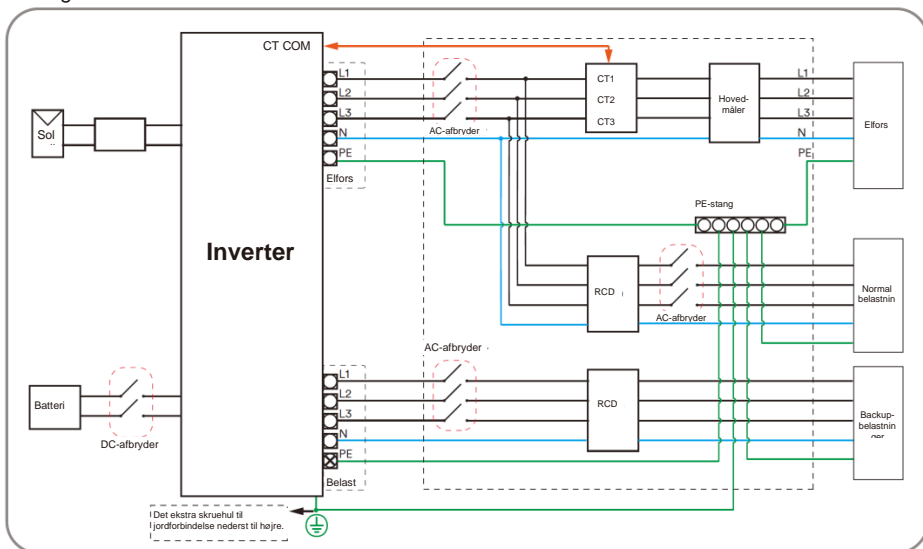 CT COM
L1
L2
L3
N
PE
Elfors
AC-afbryder
CT1
CT2
CT3
Hoved-
måler
L1
L2
L3
N
PE
Elfors
Sol
PE-stang
Inverter
RCD
AC-afbryder
Normal
belastnin
AC-afbryder
Batteri
DC-afbryder
L1
L2
L3
N
PE
Belast
RCD
Backup-
belastnin
ger
Det ekstra skruehul til
jordforbindelse nederst til højre.